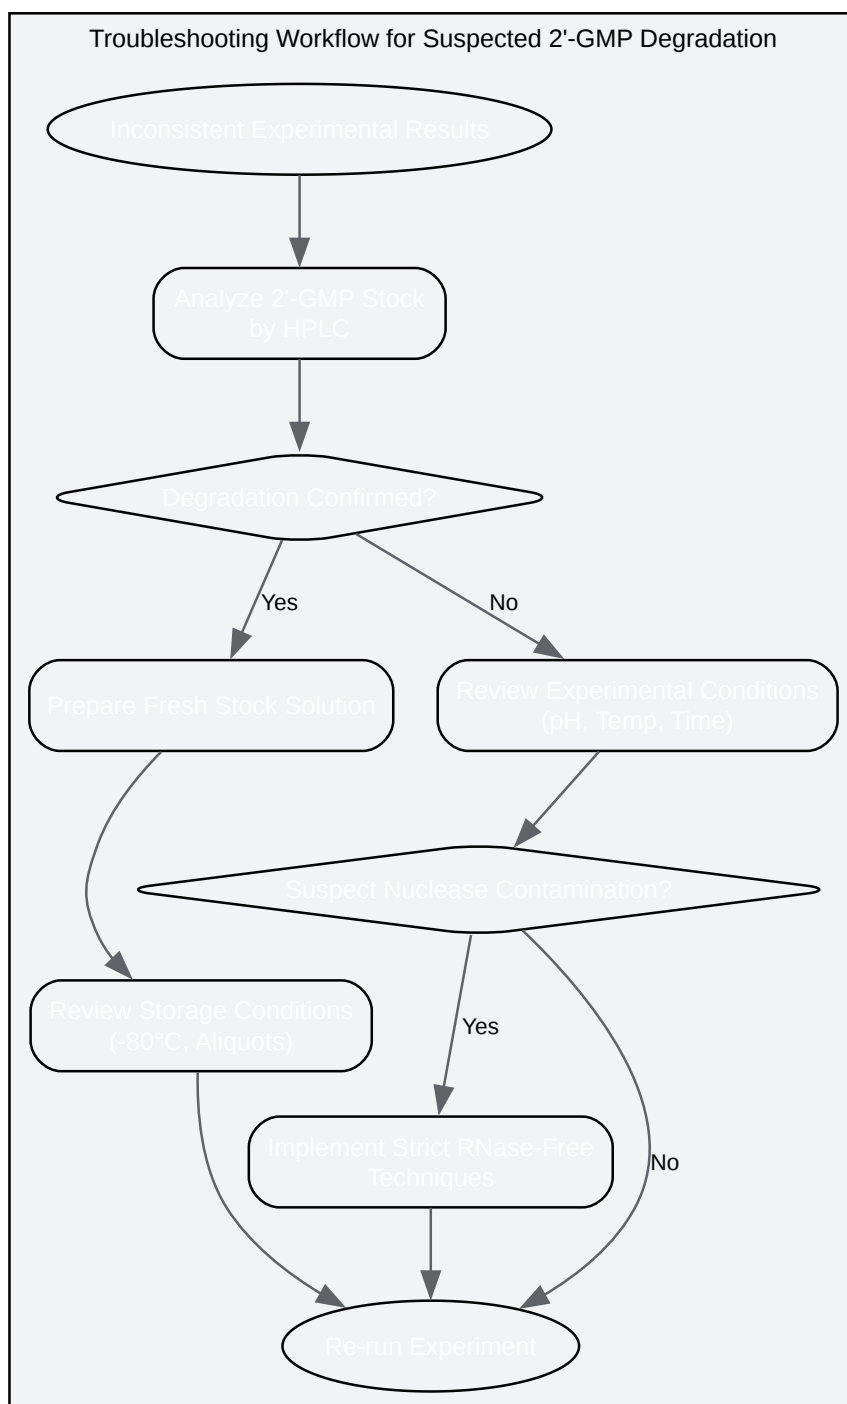 Troubleshooting Workflow for Suspected 2'-GMP Degradation
Inconsistent Experimental Results
Analyze 2'-GMP Stock
by HPLC
Degradation Confirmed?
Yes
No
Prepare Fresh Stock Solution
Review Experimental Conditions
(pH, Temp, Time)
Suspect Nuclease Contamination?
Review Storage Conditions
(-80°C, Aliquots)
Yes
Implement Strict RNase-Free
Techniques
No
Re-run Experiment